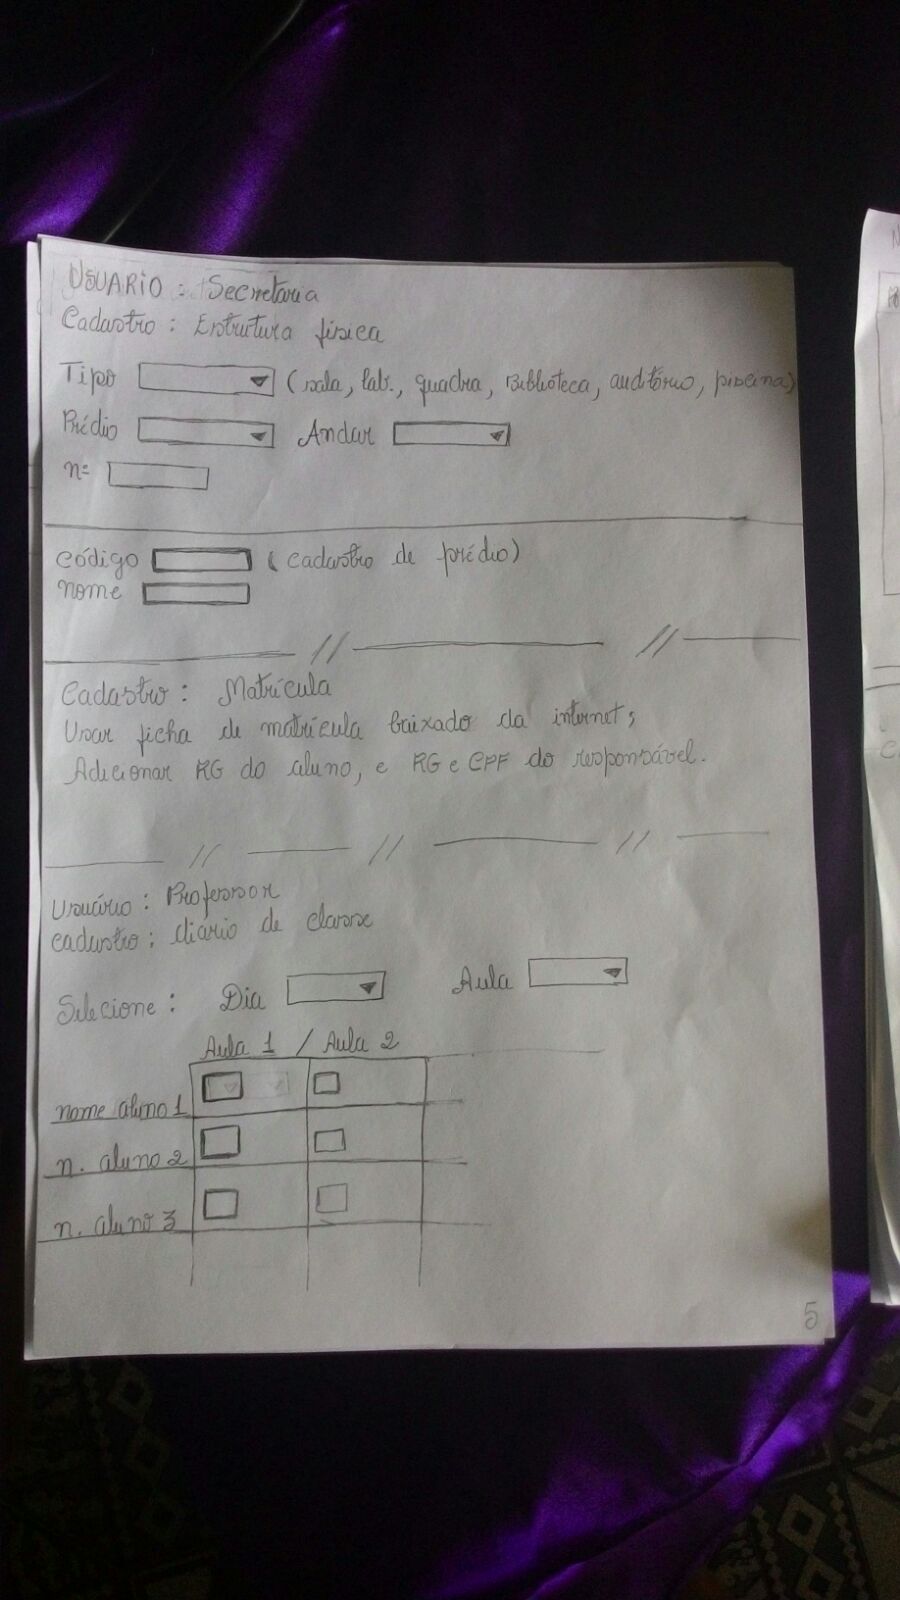 USUARIO : Secretaria
Cadastro : Estrutura física
Tipo (sala, lab., quadra, Biblioteca, auditório, piscina)
Prédio Andar
n=
Código (Cadastro de prédio)
nome
Cadastro : Matrícula
Usar ficha de matrícula baixado da internet;
Adicionar RG do aluno, e RG e CPF do responsável.
Usuário : Professor
cadastro : diário de classe
Selecione : Dia Aula
Aula 1 / Aula 2
nome aluno 1
n. aluno 2
n. aluno 3
5